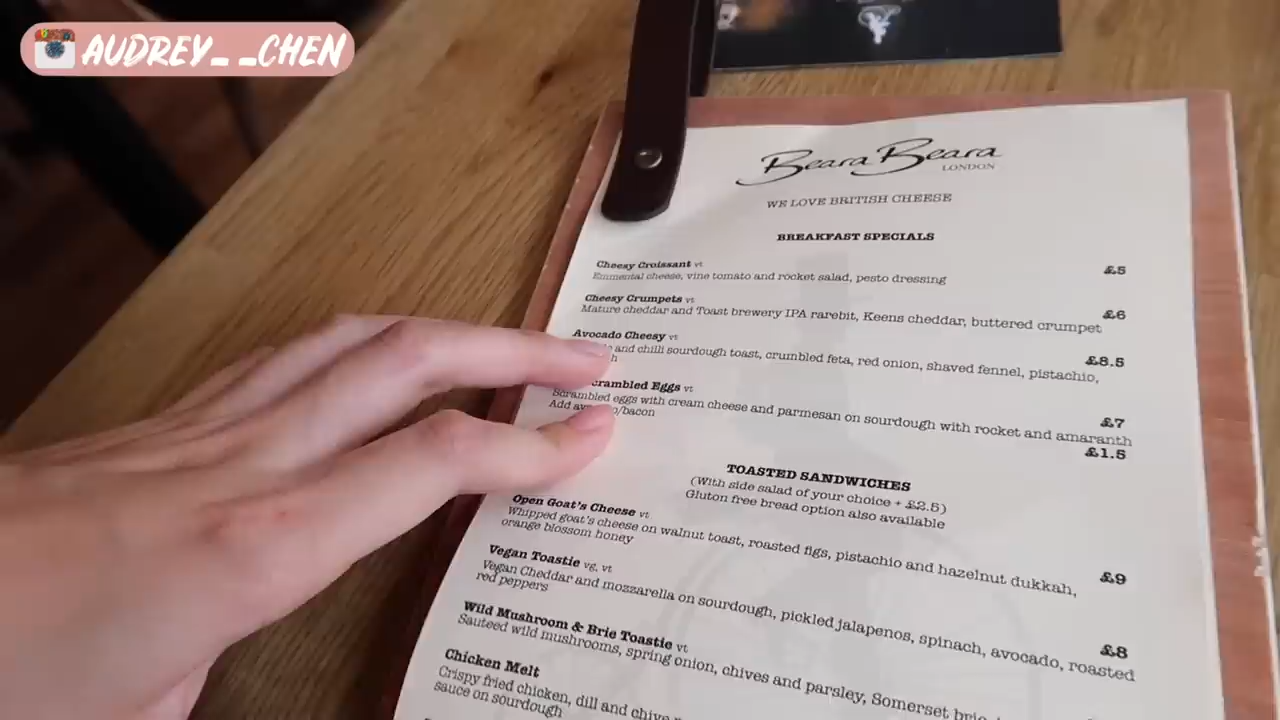 AUDREY_ _CHEN
Beara Beara
LONDON
WE LOVE BRITISH CHEESE
BREAKFAST SPECIALS
Cheesy Croissant vt
£5
Emmental cheese, vine tomato and rocket salad, pesto dressing
Cheesy Crumpets vt
£6
Mature cheddar and Toast brewery IPA rarebit, Keens cheddar, buttered crumpet
Avocado Cheesy vt
£8.5
and chilli sourdough toast, crumbled feta, red onion, shaved fennel, pistachio,
Scrambled Eggs vt
£7
Scrambled eggs with cream cheese and parmesan on sourdough with rocket and amaranth
Add avocado/bacon
£1.5
TOASTED SANDWICHES
(With side salad of your choice + £2.5)
Gluton free bread option also available
Open Goat's Cheese vt
£9
Whipped goat's cheese on walnut toast, roasted figs, pistachio and hazelnut dukkah,
orange blossom honey
Vegan Toastie vg, vt
£8
Vegan Cheddar and mozzarella on sourdough, pickled jalapenos, spinach, avocado, roasted
red peppers
Wild Mushroom & Brie Toastie vt
Sauteed wild mushrooms, spring onion, chives and parsley, Somerset brie
Chicken Melt
Crispy fried chicken, dill and chive
sauce on sourdough